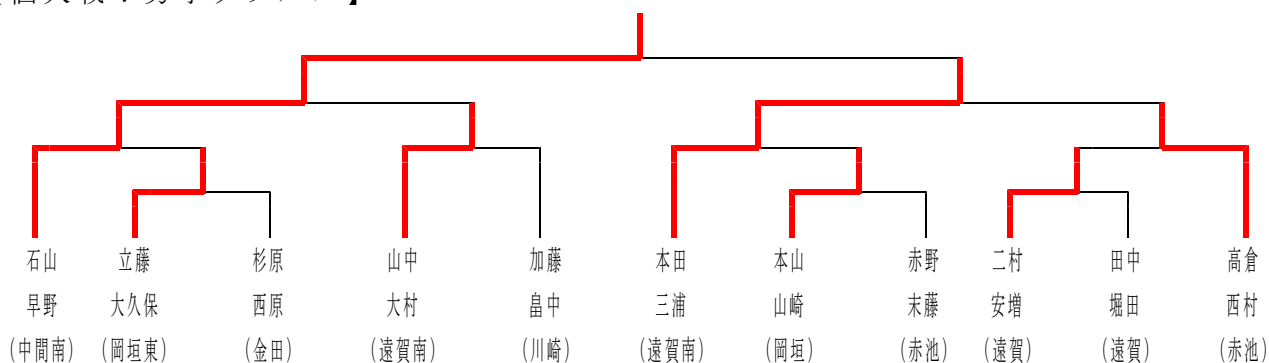 石山 立藤 杉原 山中 加藤 本田 本山 赤野 二村 田中 高倉
早野 大久保 西原 大村 畠中 三浦 山崎 末藤 安増 堀田 西村
(中間南) (岡垣東) (金田) (遠賀南) (川崎) (遠賀南) (岡垣) (赤池) (遠賀) (遠賀) (赤池)